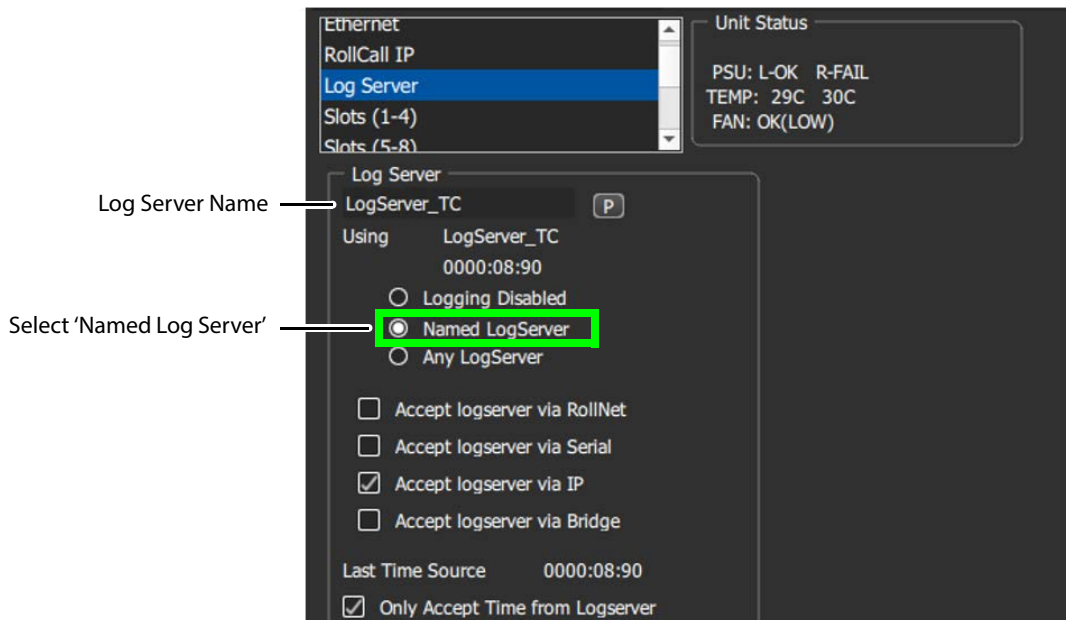 Ethernet
RollCall IP
Log Server
Slots (1-4)
Slots (5-8)
Unit Status
PSU: L-OK R-FAIL
TEMP: 29C 30C
FAN: OK(LOW)
Log Server
Log Server Name
LogServer_TC
P
Using LogServer_TC
0000:08:90
Logging Disabled
Select ‘Named Log Server’
Named LogServer
Any LogServer
Accept logserver via RollNet
Accept logserver via Serial
Accept logserver via IP
Accept logserver via Bridge
Last Time Source 0000:08:90
Only Accept Time from Logserver